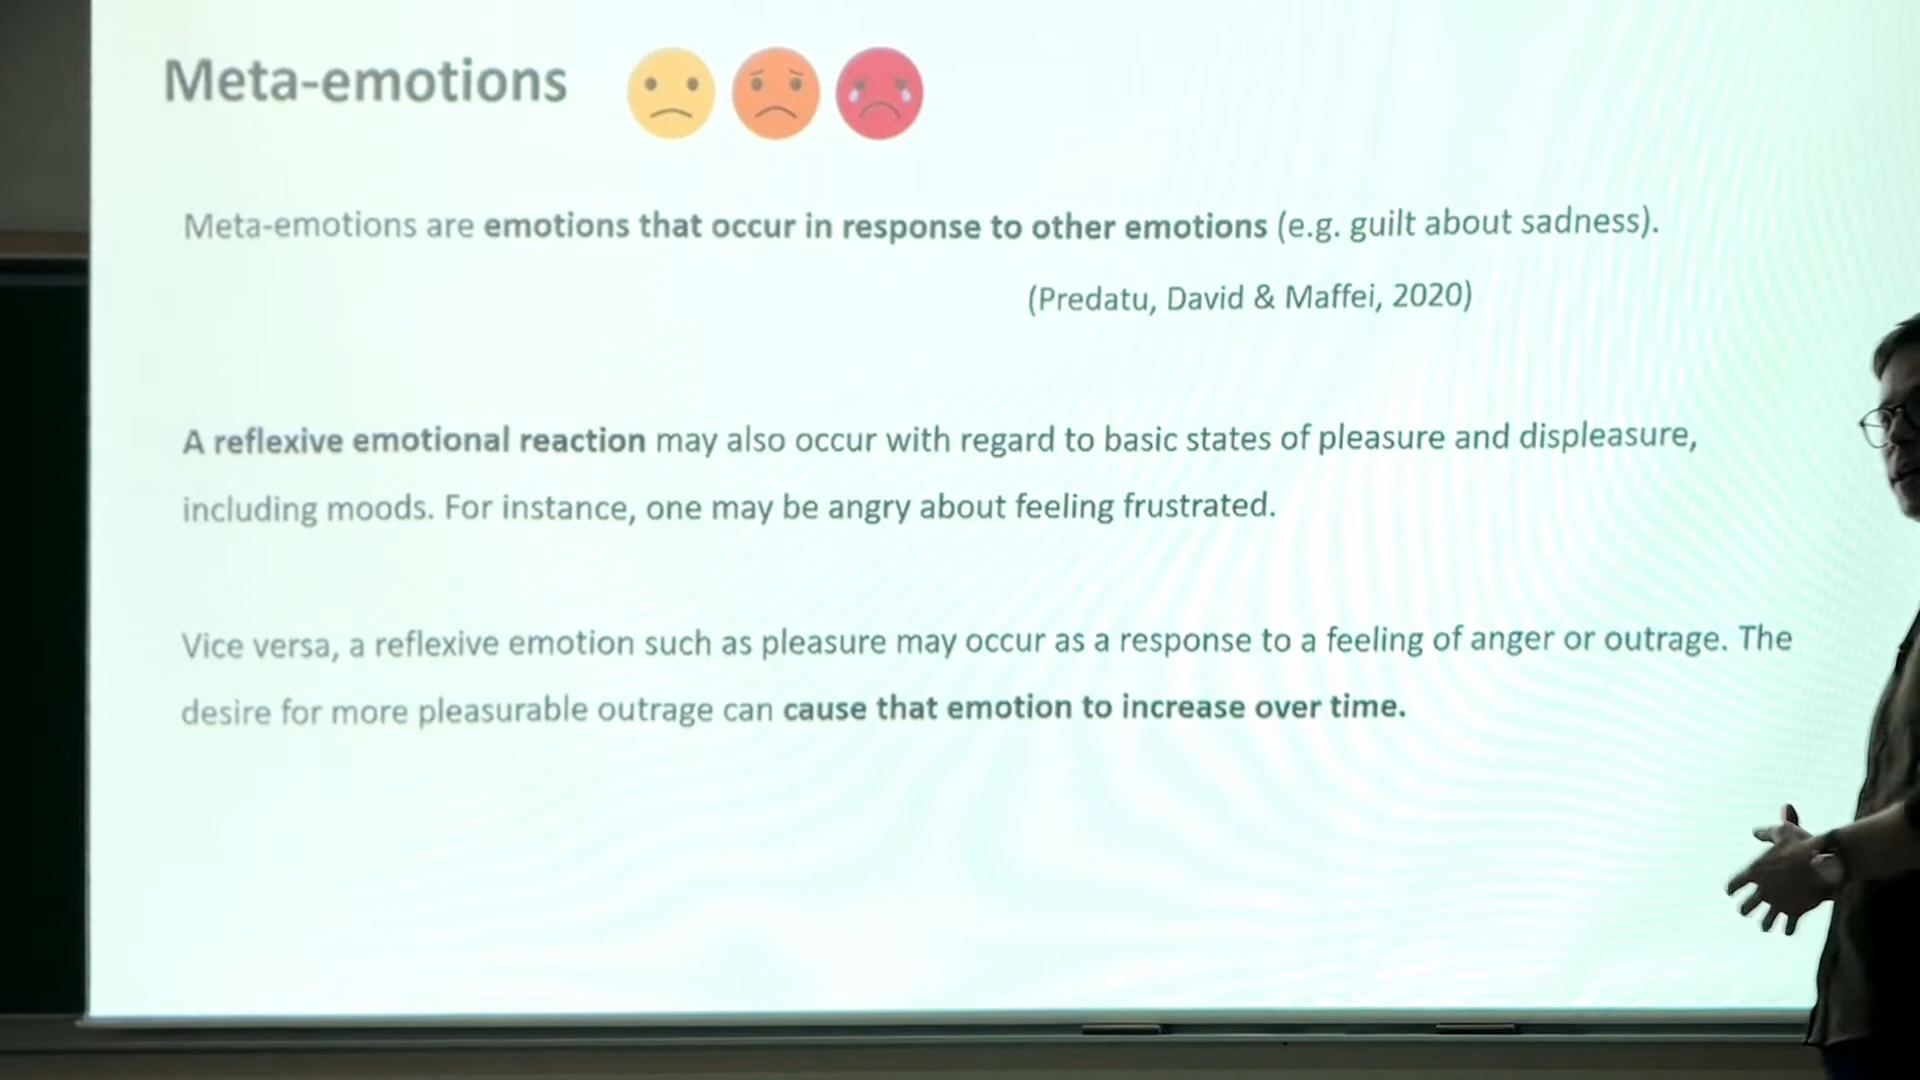 Meta-emotions
Meta-emotions are emotions that occur in response to other emotions (e.g. guilt about sadness).
(Predatu, David & Maffei, 2020)
A reflexive emotional reaction may also occur with regard to basic states of pleasure and displeasure,
including moods. For instance, one may be angry about feeling frustrated.
Vice versa, a reflexive emotion such as pleasure may occur as a response to a feeling of anger or outrage. The
desire for more pleasurable outrage can cause that emotion to increase over time.